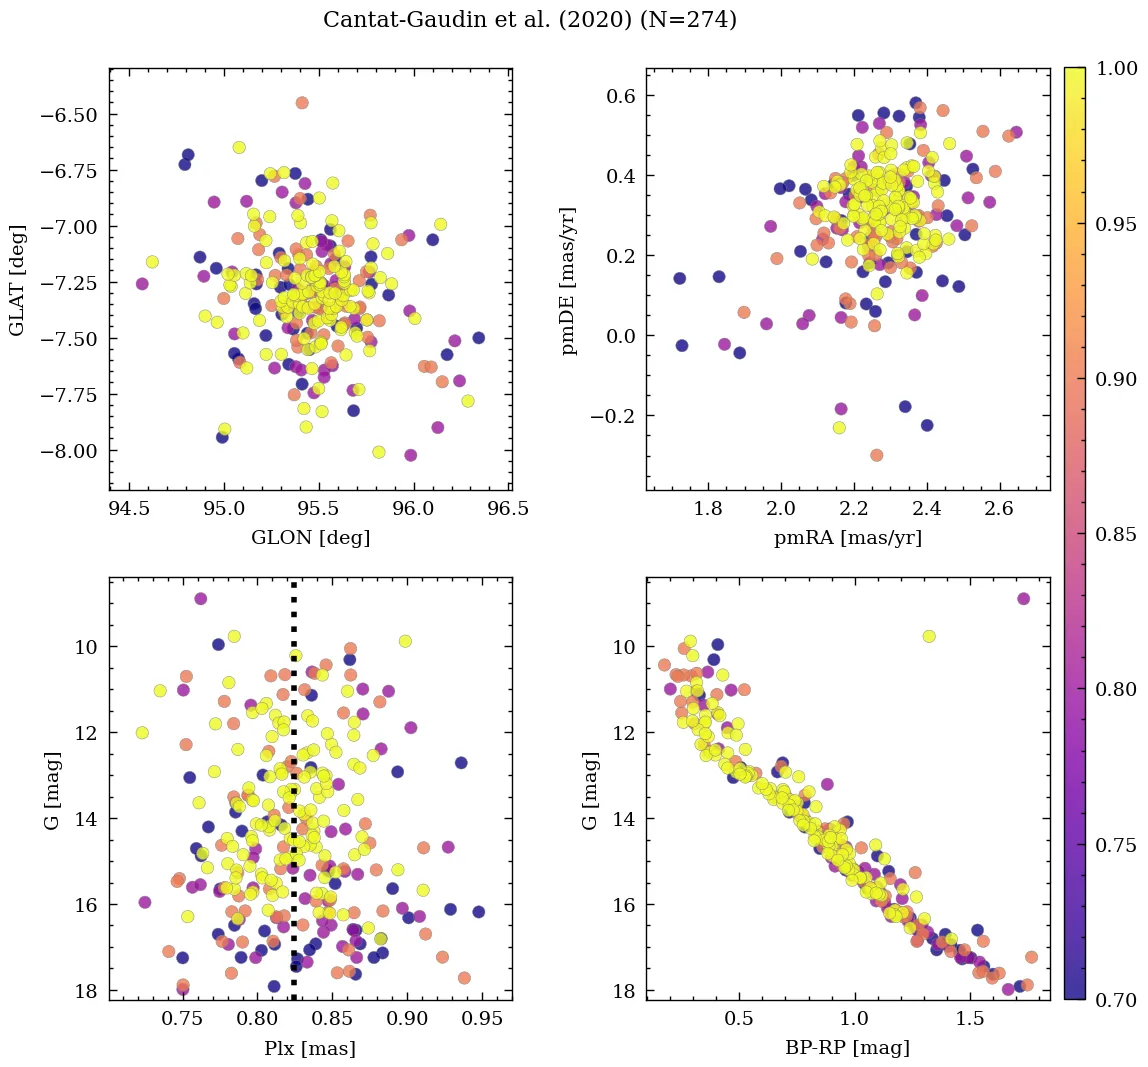 Cantat-Gaudin et al. (2020) (N=274)
−6.50
−6.75
−7.00
−7.25
−7.50
−7.75
−8.00
GLAT [deg]
94.5 95.0 95.5 96.0 96.5
GLON [deg]
0.6
0.4
0.2
0.0
−0.2
pmDE [mas/yr]
1.8 2.0 2.2 2.4 2.6
pmRA [mas/yr]
10
12
14
16
18
G [mag]
0.75 0.80 0.85 0.90 0.95
Plx [mas]
10
12
14
16
18
G [mag]
0.5 1.0 1.5
BP-RP [mag]
1.00
0.95
0.90
0.85
0.80
0.75
0.70